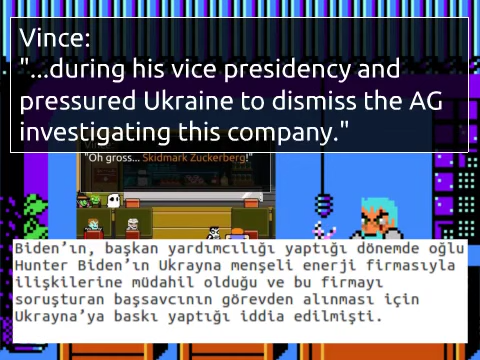 Vince:
"...during his vice presidency and
pressured Ukraine to dismiss the AG
investigating this company."
"Oh gross... Skidmark Zuckerberg!"
Biden’ın, başkan yardımcılığı yaptığı dönemde oğlu
Hunter Biden’ın Ukrayna menşeli enerji firmasıyla
ilişkilerine müdahil olduğu ve bu firmayı
soruşturan başsavcının görevden alınması için
Ukrayna’ya baskı yaptığı iddia edilmişti.